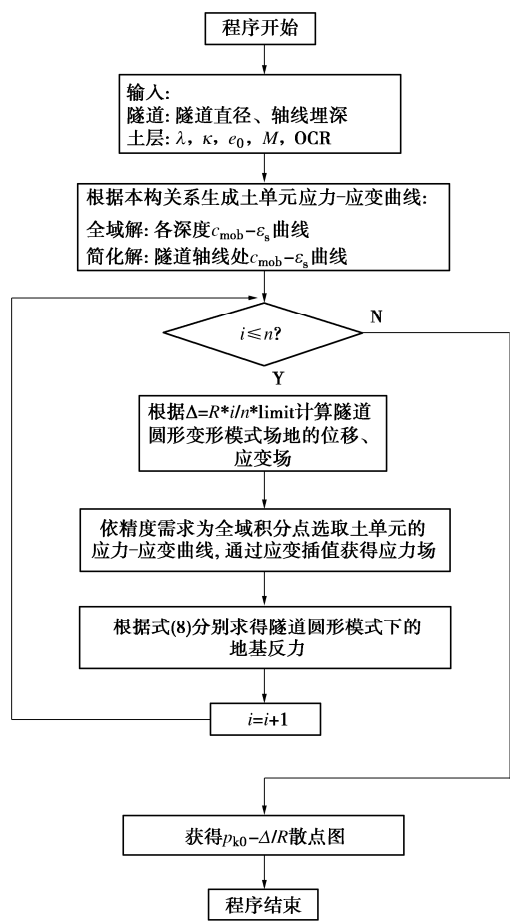 程序开始
输入:
隧道: 隧道直径、轴线埋深
土层: λ, κ, e₀, M, OCR
根据本构关系生成土单元应力-应变曲线:
全域解: 各深度c_mob-ε_s曲线
简化解: 隧道轴线处c_mob-ε_s曲线
i≤n?
N
Y
根据Δ=R*i/n*limit计算隧道
圆形变形模式场地的位移、
应变场
依精度需求为全域积分点选取土单元的
应力-应变曲线, 通过应变插值获得应力场
根据式(8)分别求得隧道圆形模式下的
地基反力
i=i+1
获得p_k0-Δ/R散点图
程序结束